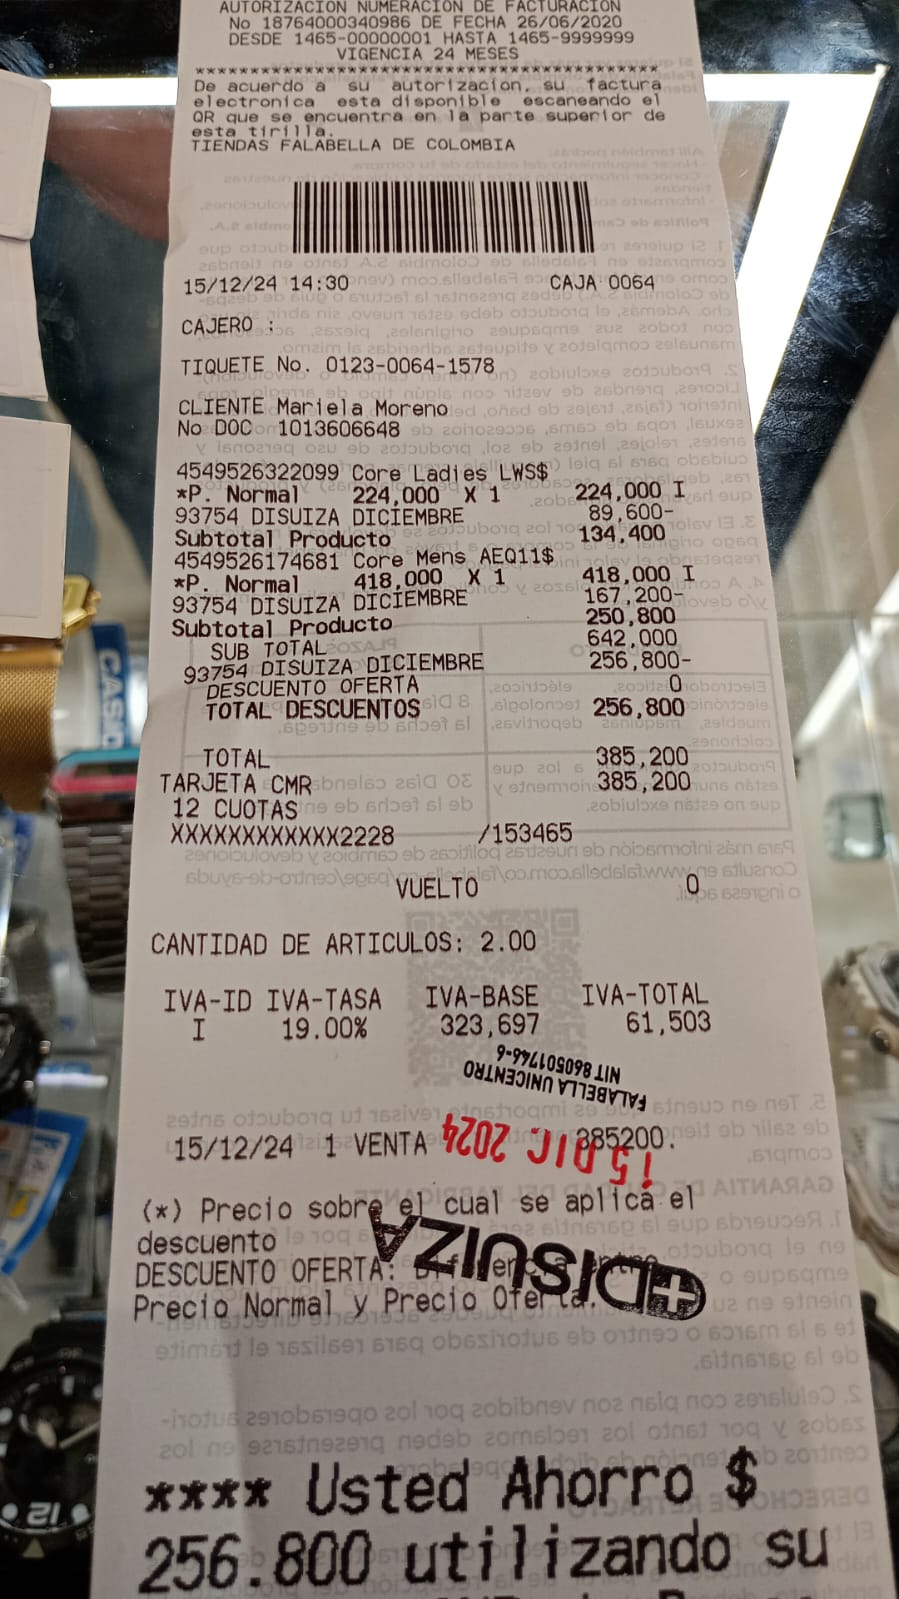 AUTORIZACION NUMERACION DE FACTURACION
No 18764000340986 DE FECHA 26/06/2020
DESDE 1465-00000001 HASTA 1465-9999999
VIGENCIA 24 MESES
******************************************
De acuerdo a su autorizacion, su factura
electronica esta disponible escaneando el
QR que se encuentra en la parte superior de
esta tirilla.
TIENDAS FALABELLA DE COLOMBIA
15/12/24 14:30 CAJA 0064
CAJERO :
TIQUETE No. 0123-0064-1578
CLIENTE Mariela Moreno
No DOC 1013606648
4549526322099 Core Ladies LWS$
*P. Normal 224,000 X 1 224,000 I
93754 DISUIZA DICIEMBRE 89,600-
Subtotal Producto 134,400
4549526174681 Core Mens AEQ11$
*P. Normal 418,000 X 1 418,000 I
93754 DISUIZA DICIEMBRE 167,200-
Subtotal Producto 250,800
SUB TOTAL 642,000
93754 DISUIZA DICIEMBRE 256,800-
DESCUENTO OFERTA 0
TOTAL DESCUENTOS 256,800
TOTAL 385,200
TARJETA CMR 385,200
12 CUOTAS
XXXXXXXXXXXX2228 /153465
VUELTO 0
CANTIDAD DE ARTICULOS: 2.00
IVA-ID IVA-TASA IVA-BASE IVA-TOTAL
I 19.00% 323,697 61,503
FALABELLA UNICENTRO
NIT 860501746-6
15/12/24 1 VENTA 385200.
15 DIC. 2024
(*) Precio sobre el cual se aplica el
descuento
DESCUENTO OFERTA: Diferencia entre
Precio Normal y Precio Oferta.
DISUIZA
**** Usted Ahorro $
256.800 utilizando su
CASIO
12